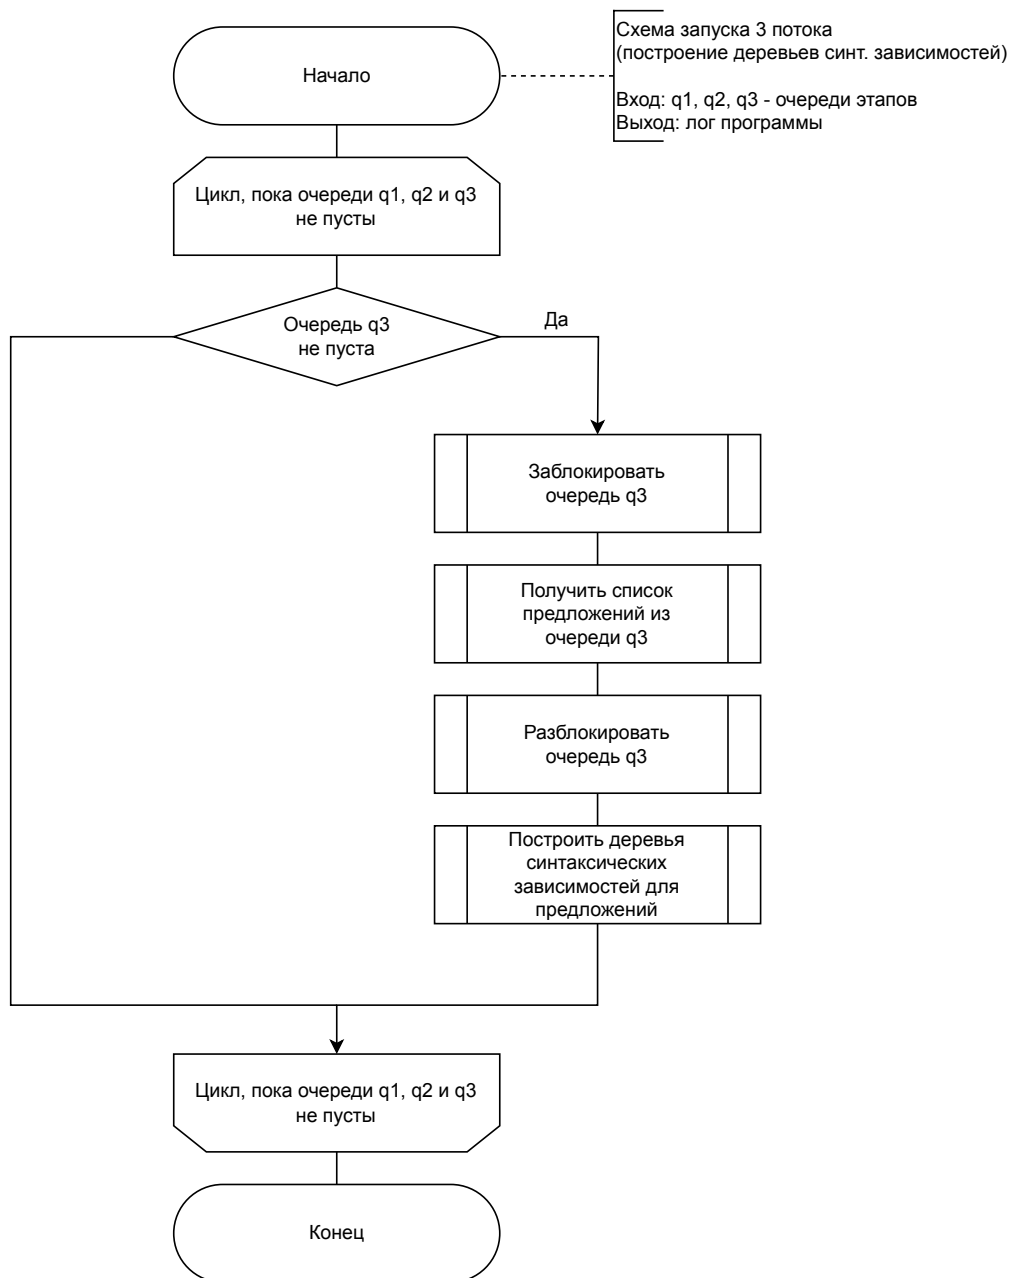 Начало
Схема запуска 3 потока
(построение деревьев синт. зависимостей)
Вход: q1, q2, q3 - очереди этапов
Выход: лог программы
Цикл, пока очереди q1, q2 и q3
не пусты
Очередь q3
не пуста
Да
Заблокировать
очередь q3
Получить список
предложений из
очереди q3
Разблокировать
очередь q3
Построить деревья
синтаксических
зависимостей для
предложений
Цикл, пока очереди q1, q2 и q3
не пусты
Конец